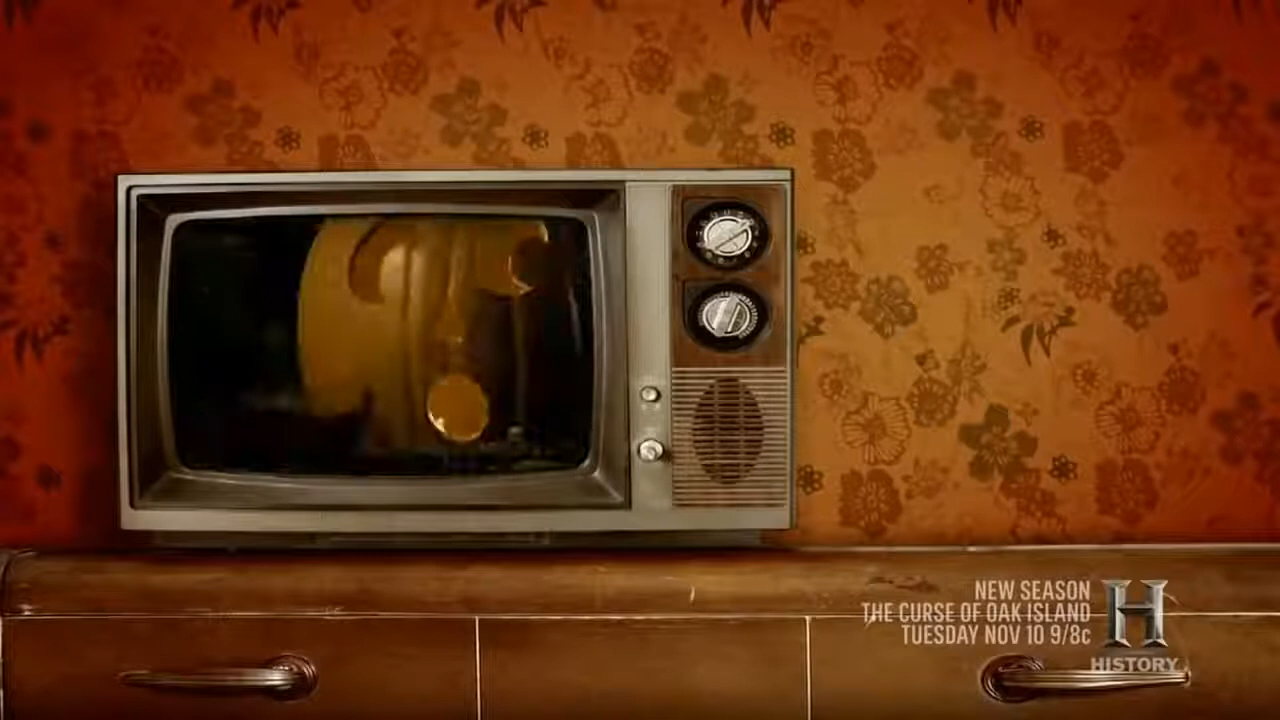 NEW SEASON
THE CURSE OF OAK ISLAND
TUESDAY NOV 10 9/8c
H
HISTORY